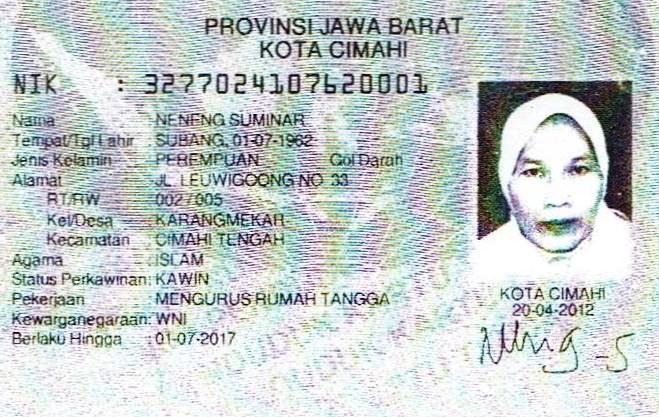 PROVINSI JAWA BARAT
KOTA CIMAHI
NIK : 3277024107620001
Nama : NENENG SUMINAR
Tempat/Tgl Lahir : SUBANG, 01-07-1962
Jenis Kelamin : PEREMPUAN Gol Darah
Alamat : JL. LEUWIGOONG NO 33
RT/RW : 002 / 005
Kel/Desa : KARANGMEKAR
Kecamatan : CIMAHI TENGAH
Agama : ISLAM
Status Perkawinan: KAWIN
Pekerjaan : MENGURUS RUMAH TANGGA
Kewarganegaraan: WNI
Berlaku Hingga : 01-07-2017
KOTA CIMAHI
20-04-2012